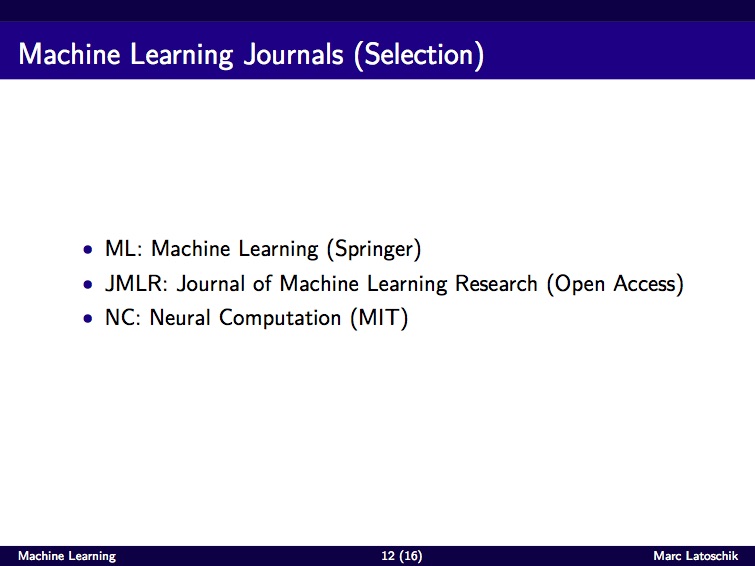 Machine Learning Journals (Selection)
• ML: Machine Learning (Springer)
• JMLR: Journal of Machine Learning Research (Open Access)
• NC: Neural Computation (MIT)
Machine Learning 12 (16) Marc Latoschik